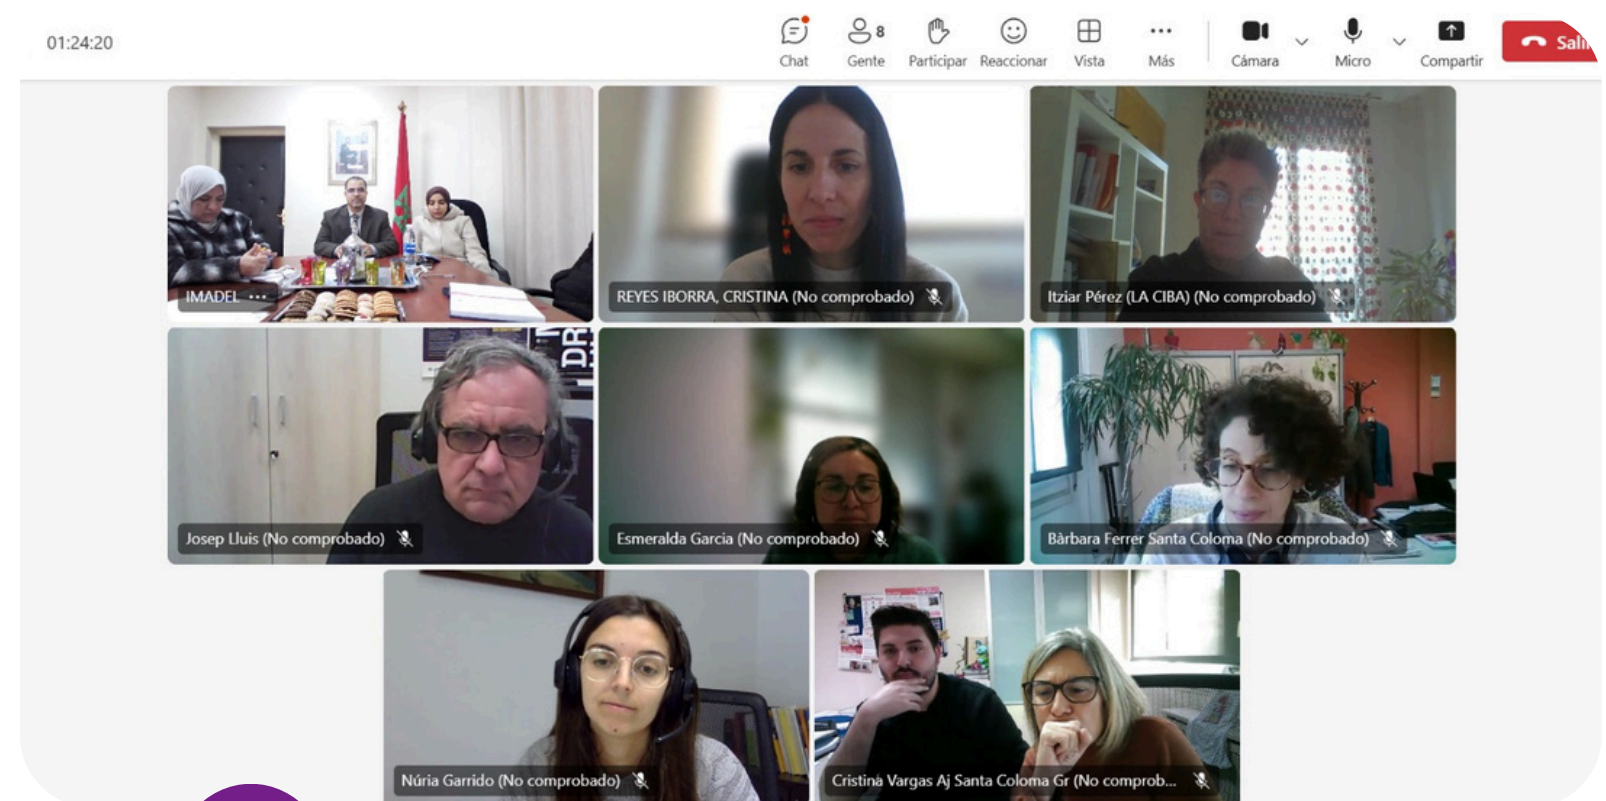 01:24:20
Chat
8
Gente
Participar
Reaccionar
Vista
Más
Cámara
Micro
Compartir
IMADEL
REYES IBORRA, CRISTINA (No comprobado)
Itziar Pérez (LA CIBA) (No comprobado)
Josep Lluis (No comprobado)
Esmeralda Garcia (No comprobado)
Bàrbara Ferrer Santa Coloma (No comprobado)
Núria Garrido (No comprobado)
Cristina Vargas Aj Santa Coloma Gr (No comprob...